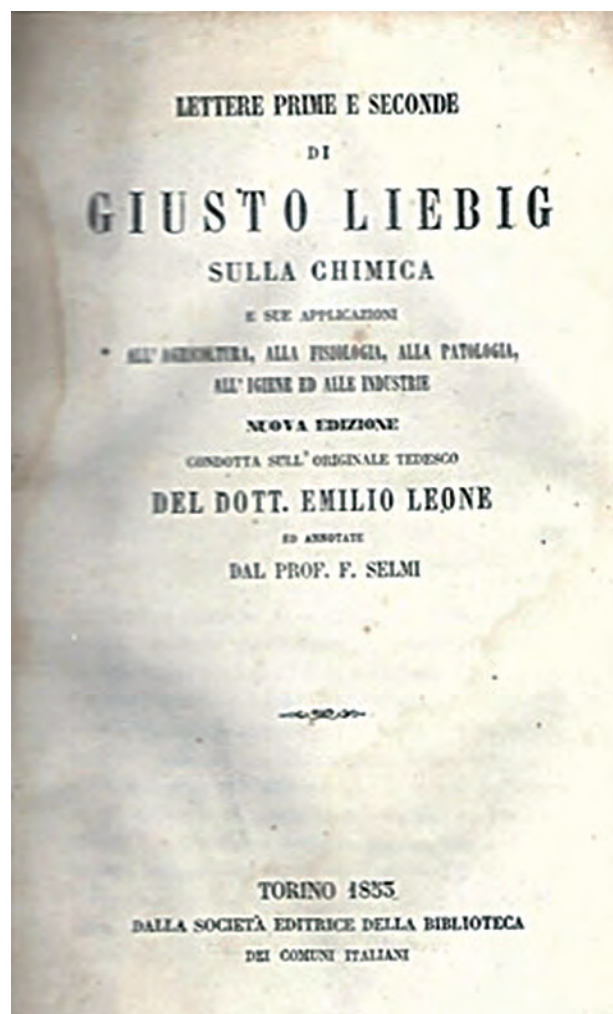 LETTERE PRIME E SECONDE
DI
GIUSTO LIEBIG
SULLA CHIMICA
E SUE APPLICAZIONI
ALL' AGRICOLTURA, ALLA FISIOLOGIA, ALLA PATOLOGIA,
ALL' IGIENE ED ALLE INDUSTRIE
NUOVA EDIZIONE
CONDOTTA SULL' ORIGINALE TEDESCO
DEL DOTT. EMILIO LEONE
ED ANNOTATE
DAL PROF. F. SELMI
TORINO 1853
DALLA SOCIETÀ EDITRICE DELLA BIBLIOTECA
DEI COMUNI ITALIANI